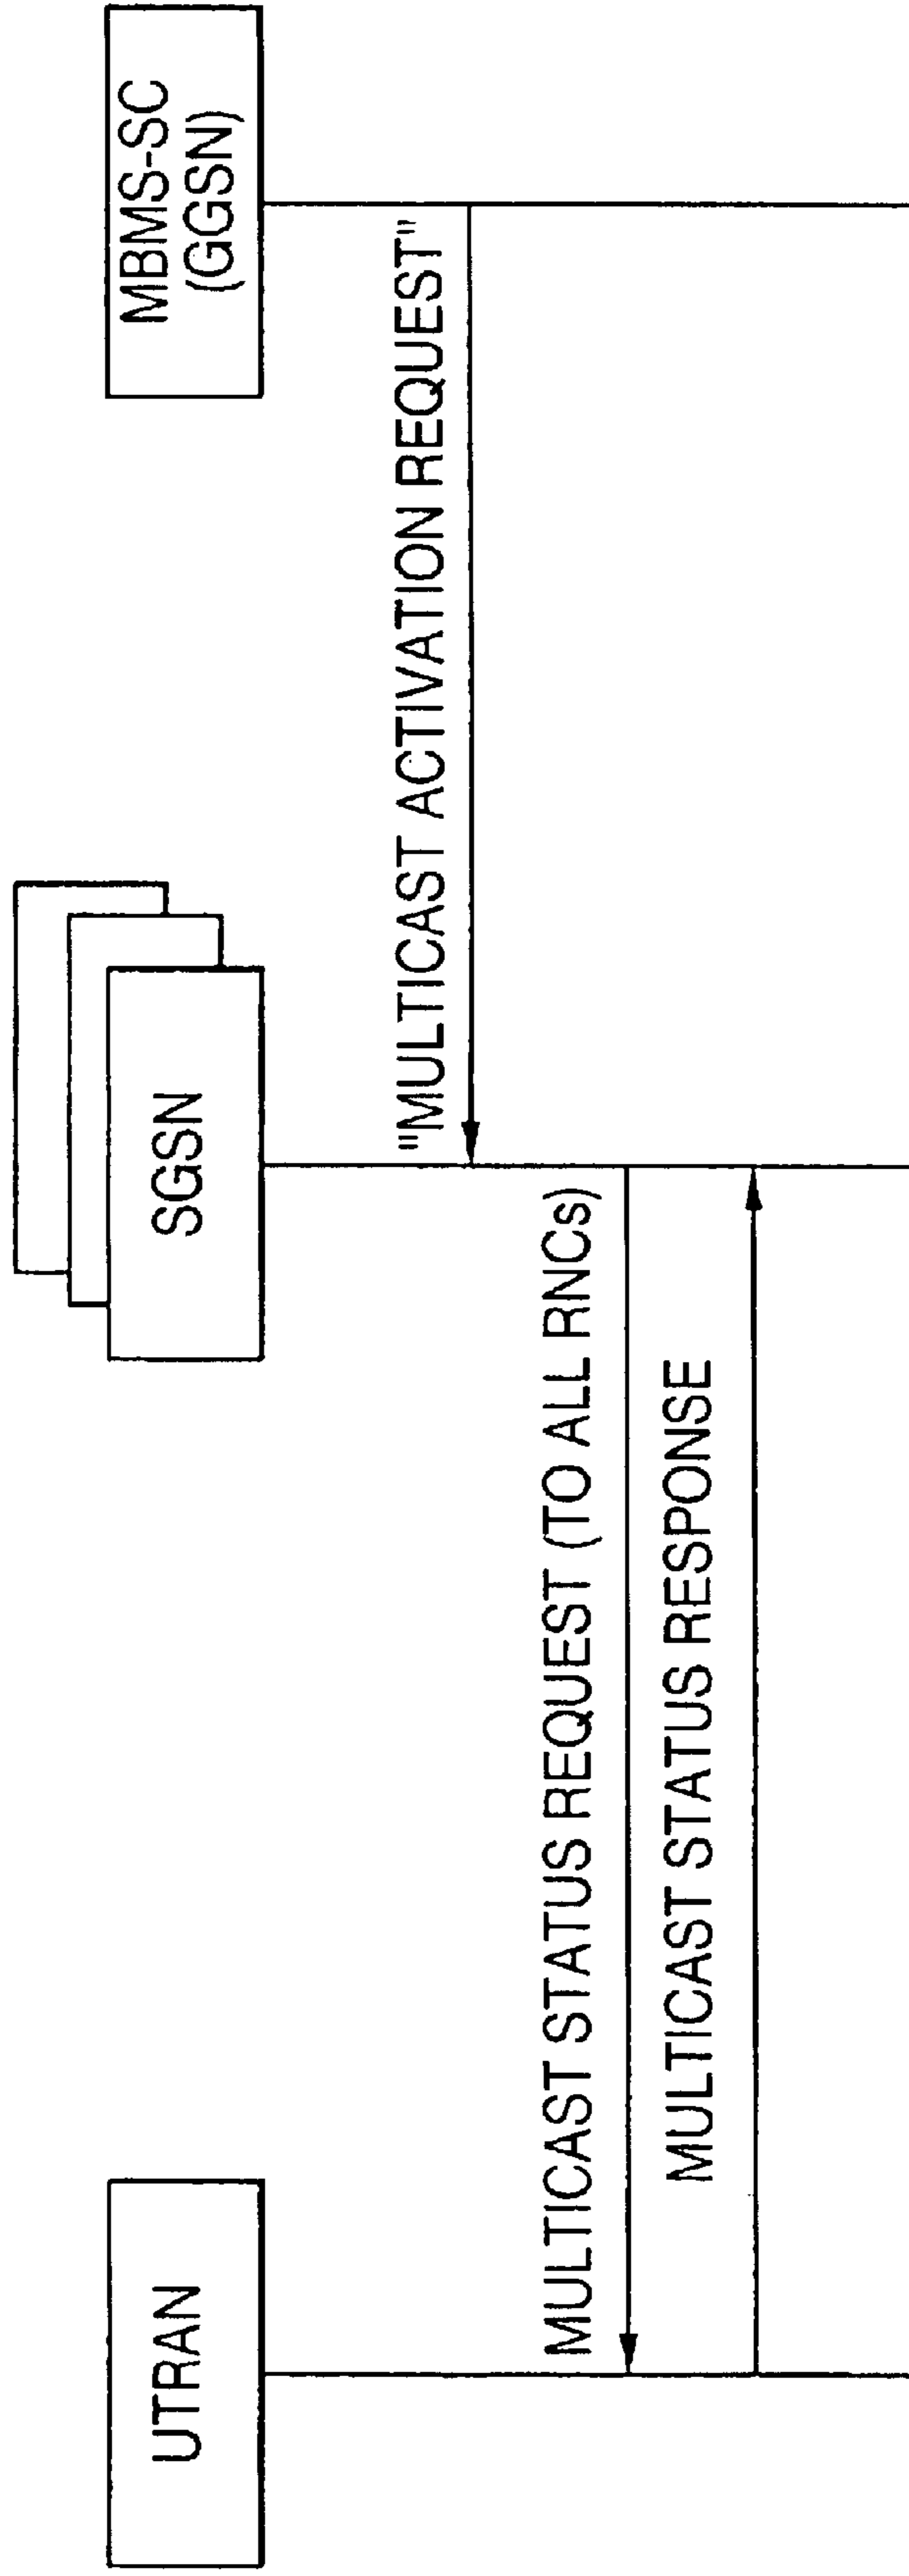 UTRAN
SGSN
MBMS-SC
(GGSN)
"MULTICAST ACTIVATION REQUEST"
MULTICAST STATUS REQUEST (TO ALL RNCs)
MULTICAST STATUS RESPONSE